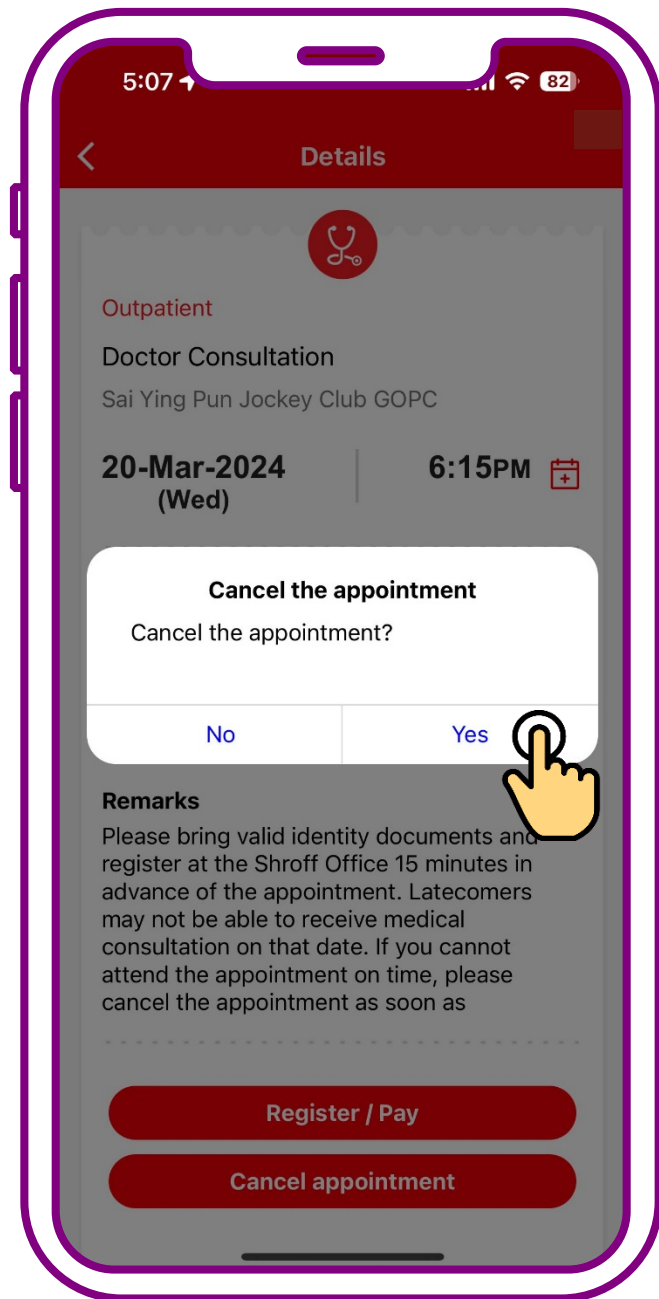 5:07
82
Details
Outpatient
Doctor Consultation
Sai Ying Pun Jockey Club GOPC
20-Mar-2024
(Wed)
6:15PM
Cancel the appointment
Cancel the appointment?
No
Yes
Remarks
Please bring valid identity documents and
register at the Shroff Office 15 minutes in
advance of the appointment. Latecomers
may not be able to receive medical
consultation on that date. If you cannot
attend the appointment on time, please
cancel the appointment as soon as
Register / Pay
Cancel appointment